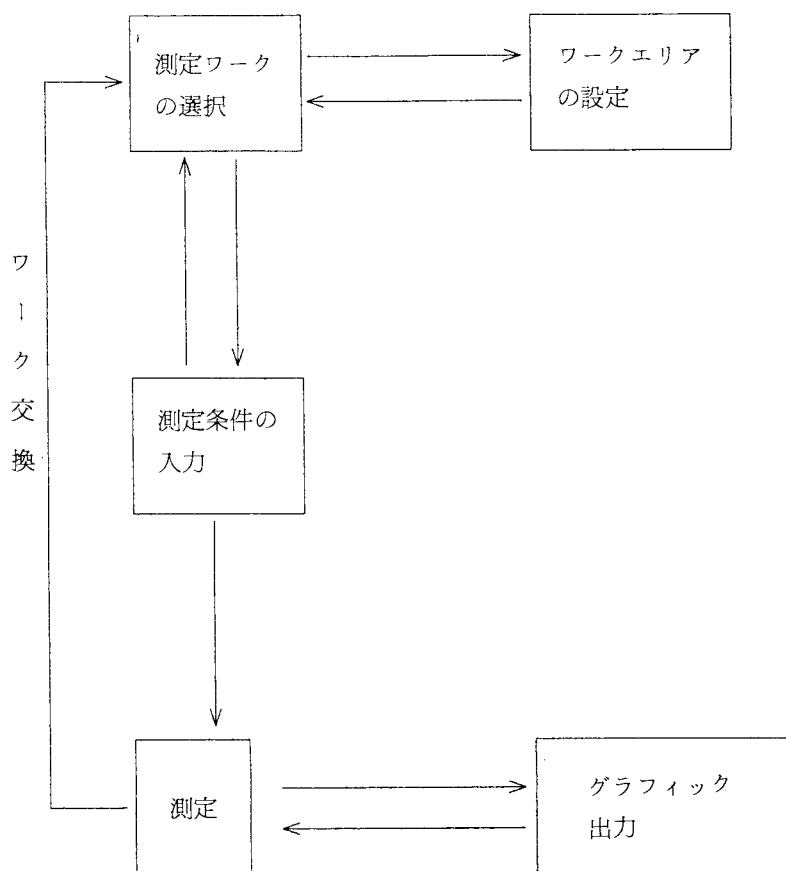 測定ワーク
の選択
ワークエリア
の設定
ワーク交換
測定条件の
入力
測定
グラフィック
出力